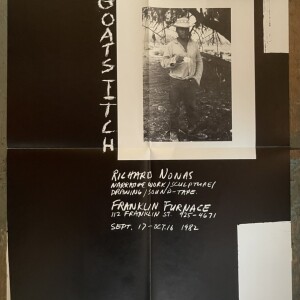 GOATSITCH
RICHARD NONAS
NARRATIVE WORK/SCULPTURE/
DRAWING/SOUND-TAPE
FRANKLIN FURNACE
112 FRANKLIN ST. 925-4671
SEPT. 17-OCT. 16 1982